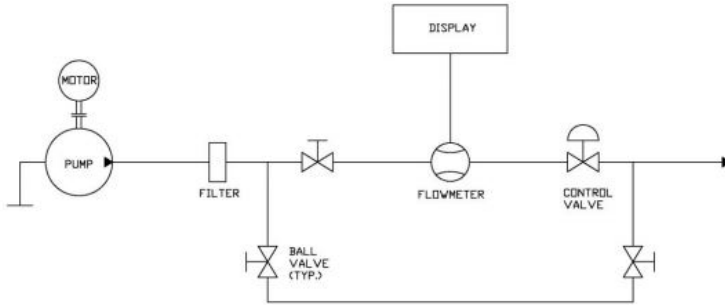 DISPLAY
MOTOR
PUMP
FILTER
FLOWMETER
CONTROL
VALVE
BALL
VALVE
(TYP.)